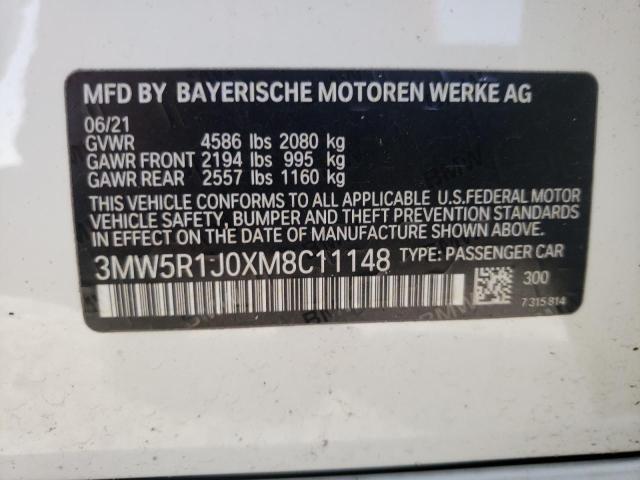 MFD BY BAYERISCHE MOTOREN WERKE AG
06/21
GVWR 4586 lbs 2080 kg
GAWR FRONT 2194 lbs 995 kg
GAWR REAR 2557 lbs 1160 kg
THIS VEHICLE CONFORMS TO ALL APPLICABLE U.S.FEDERAL MOTOR
VEHICLE SAFETY, BUMPER AND THEFT PREVENTION STANDARDS
IN EFFECT ON THE DATE OF MANUFACTURE SHOWN ABOVE.
3MW5R1J0XM8C11148 TYPE: PASSENGER CAR
300
7 315 814